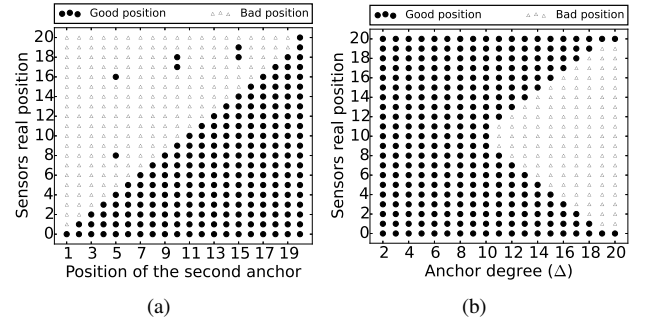 Good position Bad position
Good position Bad position
20
18
16
14
12
10
8
6
4
2
0
Sensors real position
1 3 5 7 9 11 13 15 17 19
Position of the second anchor
20
18
16
14
12
10
8
6
4
2
0
Sensors real position
2 4 6 8 10 12 14 16 18 20
Anchor degree (Δ)
(a)
(b)